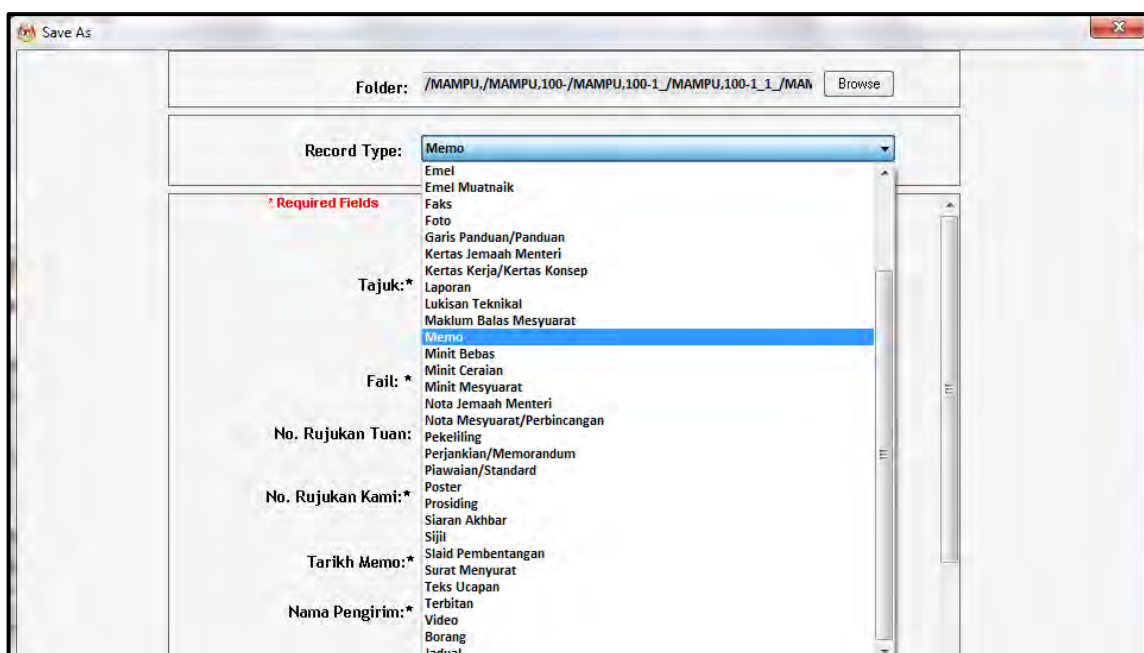 Save As
Folder: /MAMPU,/MAMPU,100-/MAMPU,100-1_/MAMPU,100-1_1_/MAN Browse
Record Type: Memo
Emel
Emel Muatnaik
* Required Fields
Faks
Foto
Garis Panduan/Panduan
Kertas Jemaah Menteri
Kertas Kerja/Kertas Konsep
Tajuk:*
Laporan
Lukisan Teknikal
Maklum Balas Mesyuarat
Memo
Minit Bebas
Minit Ceraian
Fail: *
Minit Mesyuarat
Nota Jemaah Menteri
Nota Mesyuarat/Perbincangan
No. Rujukan Tuan:
Pekeliling
Perjankian/Memorandum
Piawaian/Standard
Poster
No. Rujukan Kami:*
Prosiding
Siaran Akhbar
Sijil
Slaid Pembentangan
Tarikh Memo:*
Surat Menyurat
Teks Ucapan
Terbitan
Nama Pengirim:*
Video
Borang
Jadual